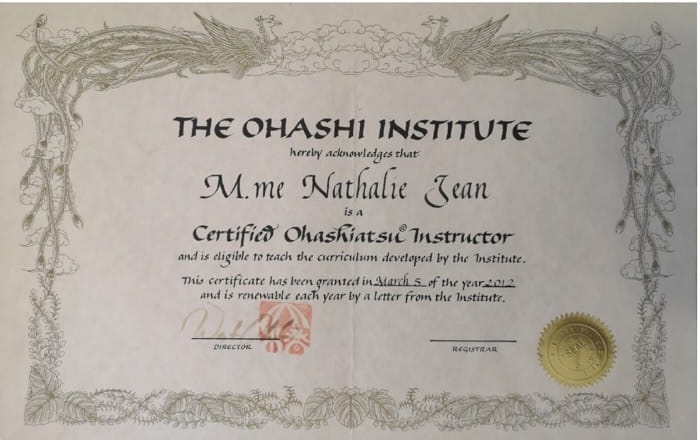 THE OHASHI INSTITUTE
hereby acknowledges that
M.me Nathalie Jean
is a
Certified Ohashiatsu® Instructor
and is eligible to teach the curriculum developed by the Institute.
This certificate has been granted in March 5 of the year 2012
and is renewable each year by a letter from the Institute.
DIRECTOR
REGISTRAR